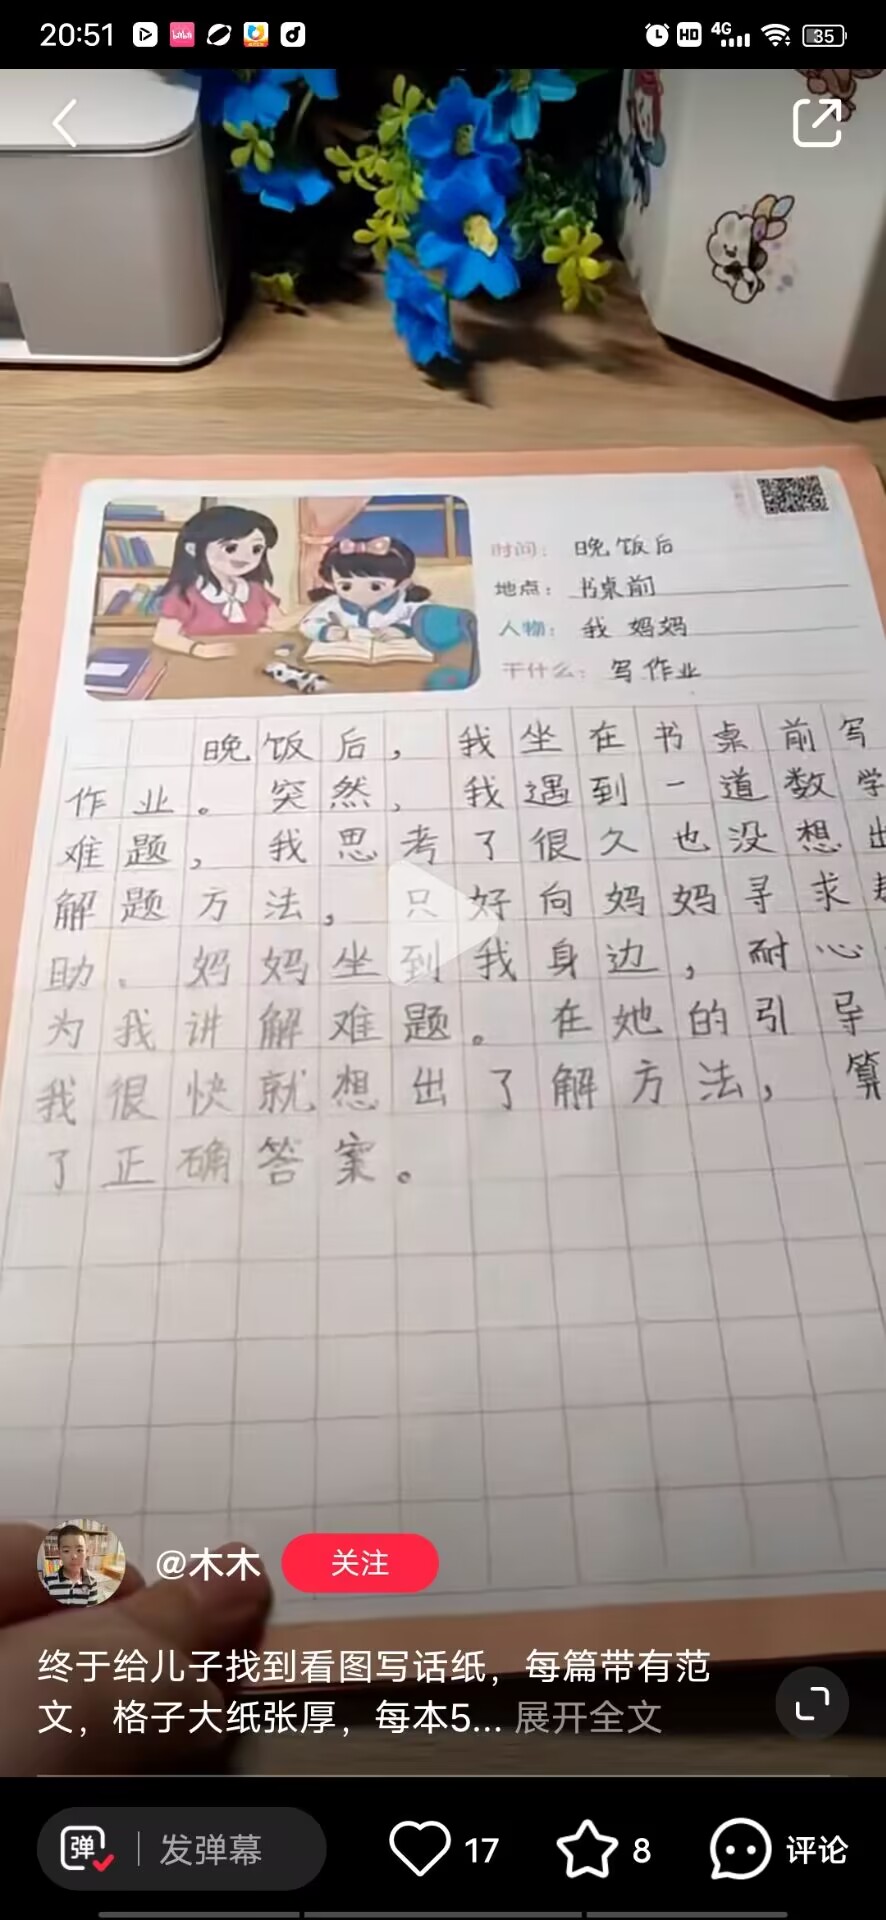 20:51
HD 4G 35
时间： 晚饭后
地点： 书桌前
人物： 我 妈妈
干什么： 写作业
晚饭后，我坐在书桌前写
作业。突然，我遇到一道数学
难题，我思考了很久也没想出
解题方法，只好向妈妈寻求
助。妈妈坐到我身边，耐心
为我讲解难题。在她的引导
我很快就想出了解方法，算
了正确答案。
@木木 关注
终于给儿子找到看图写话纸，每篇带有范
文，格子大纸张厚，每本5... 展开全文
弹 发弹幕 17 8 评论